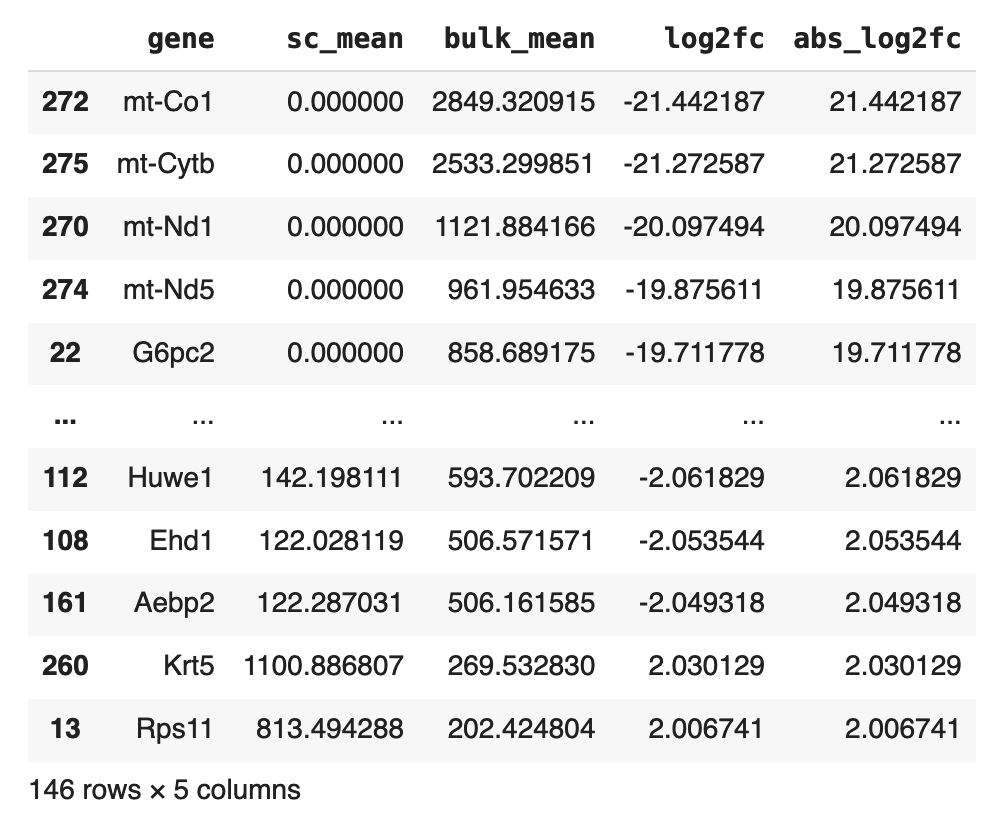 gene sc_mean bulk_mean log2fc abs_log2fc
272 mt-Co1 0.000000 2849.320915 -21.442187 21.442187
275 mt-Cytb 0.000000 2533.299851 -21.272587 21.272587
270 mt-Nd1 0.000000 1121.884166 -20.097494 20.097494
274 mt-Nd5 0.000000 961.954633 -19.875611 19.875611
22 G6pc2 0.000000 858.689175 -19.711778 19.711778
... ... ... ... ... ...
112 Huwe1 142.198111 593.702209 -2.061829 2.061829
108 Ehd1 122.028119 506.571571 -2.053544 2.053544
161 Aebp2 122.287031 506.161585 -2.049318 2.049318
260 Krt5 1100.886807 269.532830 2.030129 2.030129
13 Rps11 813.494288 202.424804 2.006741 2.006741
146 rows × 5 columns